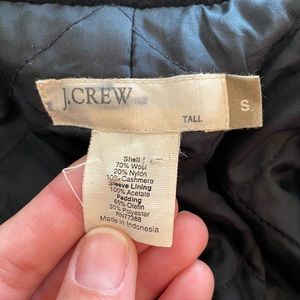 J.CREW
TALL
S
Shell
70% Wool
20% Nylon
10% Cashmere
Sleeve Lining
100% Acetate
Padding
65% Olefin
35% Polyester
RN77388
Made in Indonesia